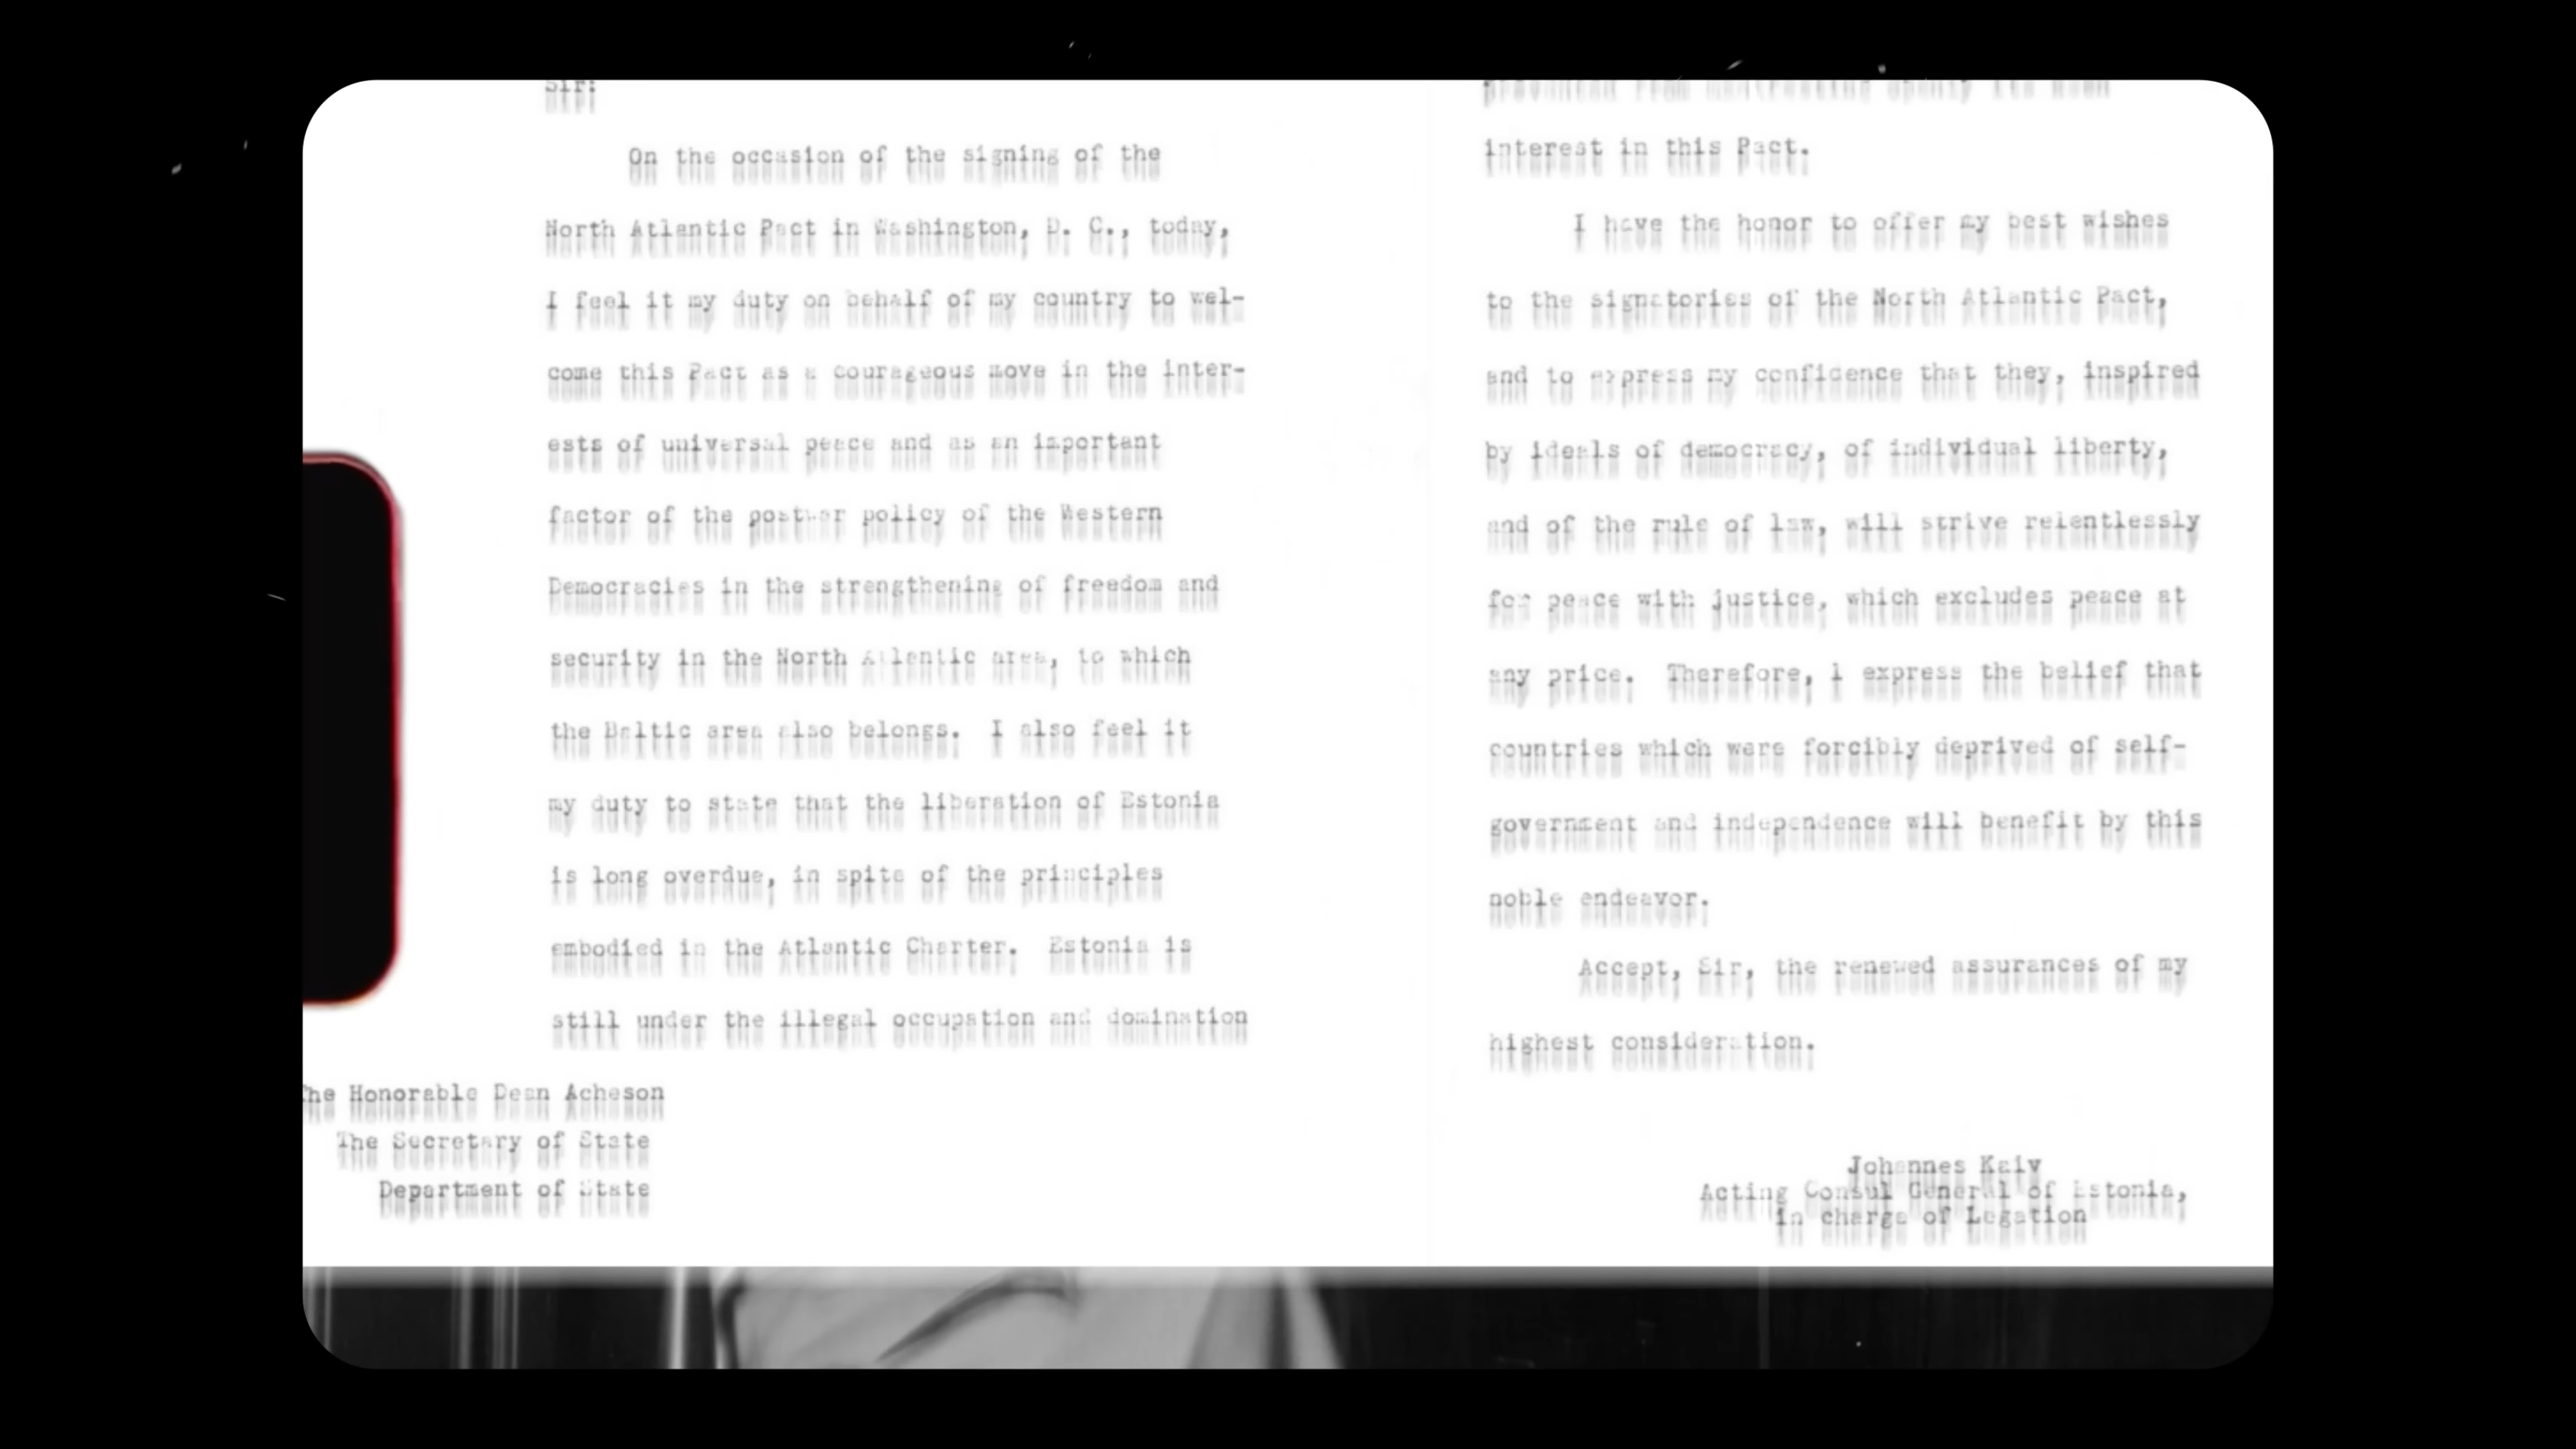 Sir:
On the occasion of the signing of the
North Atlantic Pact in Washington, D. C., today,
I feel it my duty on behalf of my country to wel-
come this Pact as a courageous move in the inter-
ests of universal peace and as an important
factor of the postwar policy of the Western
Democracies in the strengthening of freedom and
security in the North Atlantic area, to which
the Baltic area also belongs. I also feel it
my duty to state that the liberation of Estonia
is long overdue, in spite of the principles
embodied in the Atlantic Charter. Estonia is
still under the illegal occupation and domination
The Honorable Dean Acheson
The Secretary of State
Department of State
prevented from manifesting openly its keen
interest in this Pact.
I have the honor to offer my best wishes
to the signatories of the North Atlantic Pact,
and to express my confidence that they, inspired
by ideals of democracy, of individual liberty,
and of the rule of law, will strive relentlessly
for peace with justice, which excludes peace at
any price. Therefore, I express the belief that
countries which were forcibly deprived of self-
government and independence will benefit by this
noble endeavor.
Accept, Sir, the renewed assurances of my
highest consideration.
Johannes Kaiv
Acting Consul General of Estonia,
in charge of Legation